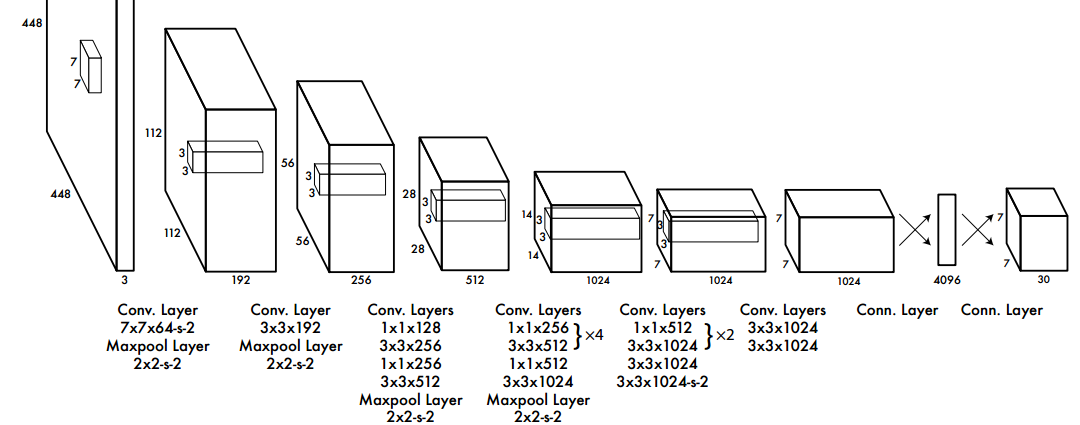 448
7
7
448
3
112
3
3
112
192
56
3
3
56
256
28
3
3
28
512
14
3
3
14
1024
7
3
3
7
1024
7
7
1024
4096
7
7
30
Conv. Layer
7x7x64-s-2
Maxpool Layer
2x2-s-2
Conv. Layer
3x3x192
Maxpool Layer
2x2-s-2
Conv. Layers
1x1x128
3x3x256
1x1x256
3x3x512
Maxpool Layer
2x2-s-2
Conv. Layers
1x1x256
3x3x512
}×4
1x1x512
3x3x1024
Maxpool Layer
2x2-s-2
Conv. Layers
1x1x512
3x3x1024
}×2
3x3x1024
3x3x1024-s-2
Conv. Layers
3x3x1024
3x3x1024
Conn. Layer
Conn. Layer